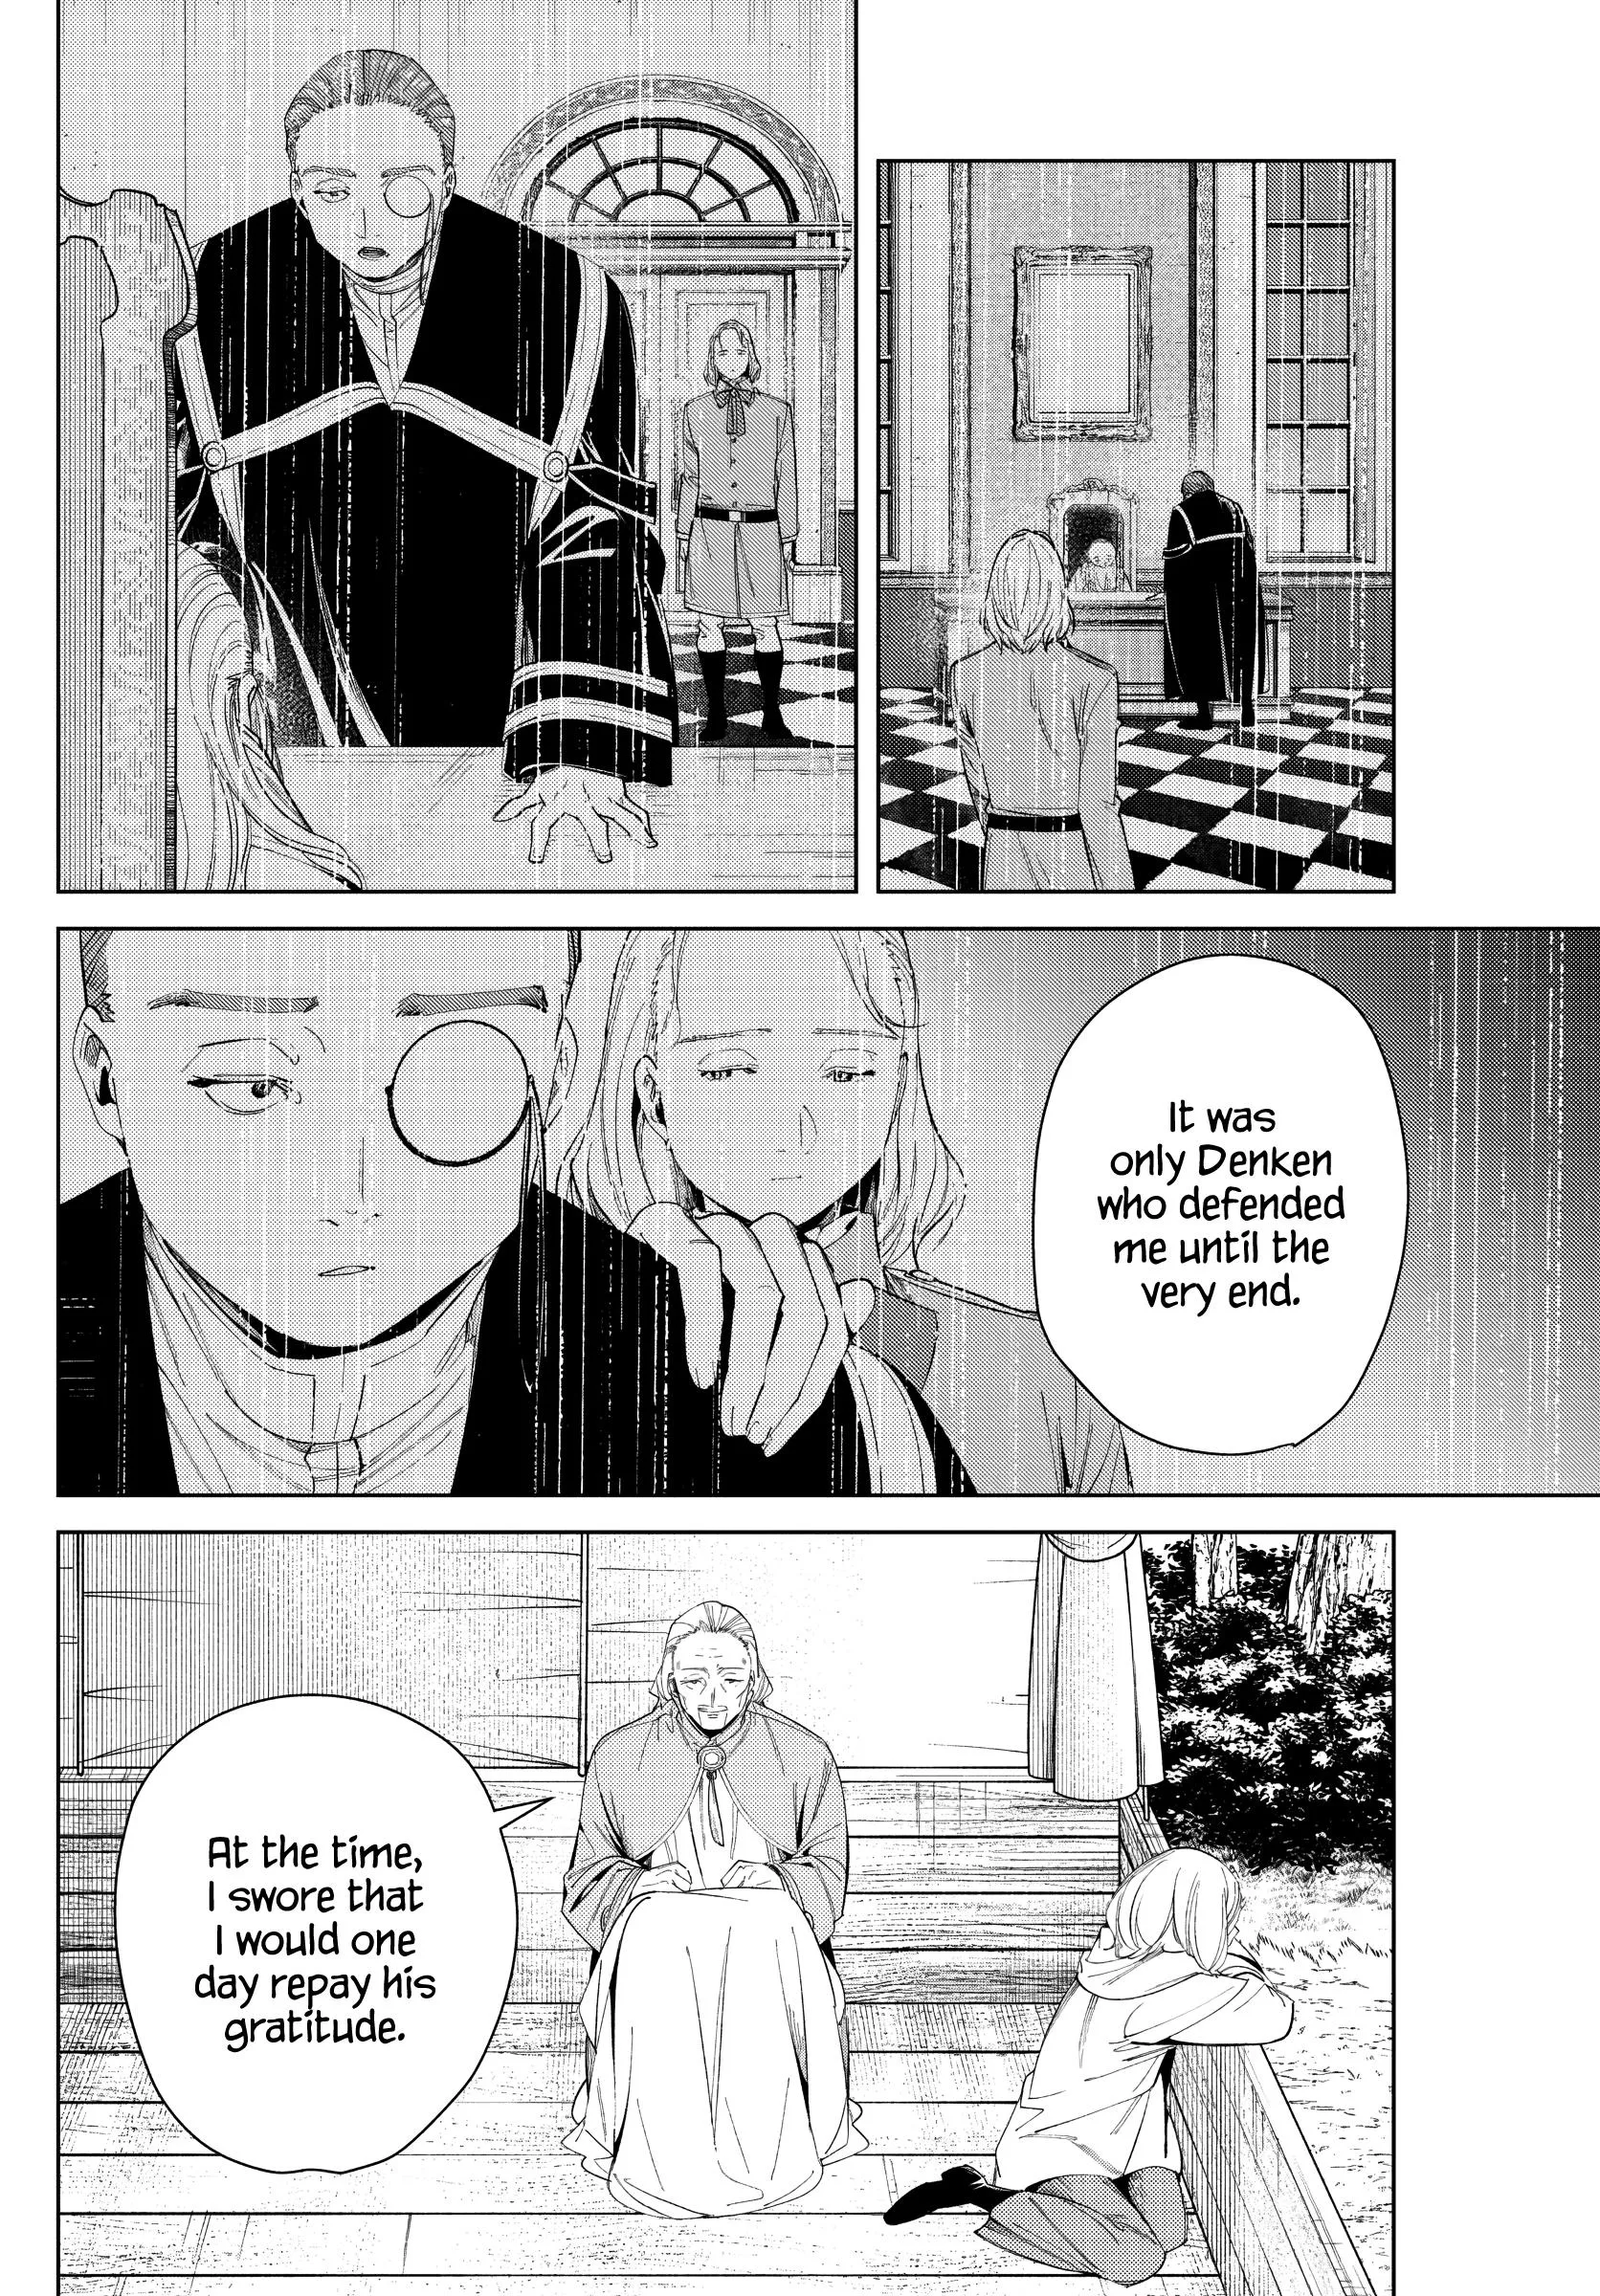 It was
only Denken
who defended
me until the
very end.
At the time,
I swore that
I would one
day repay his
gratitude.